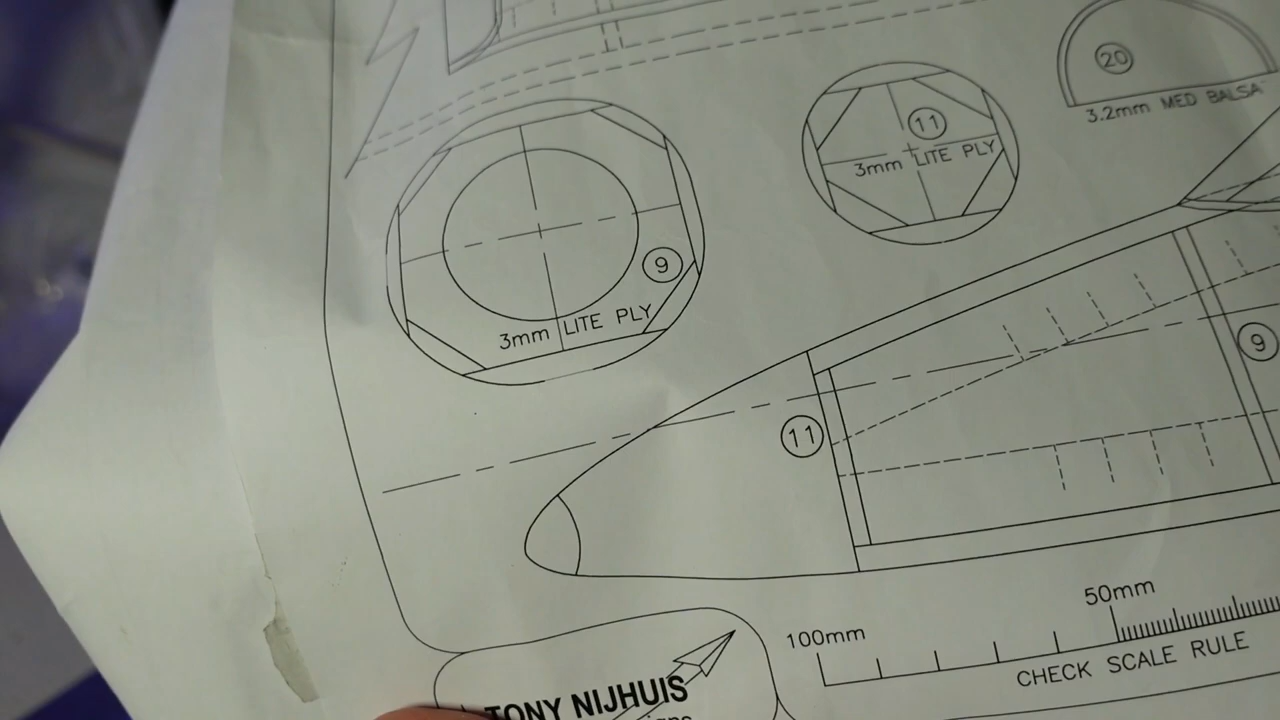 20
3.2mm MED BALSA
11
3mm LITE PLY
9
3mm LITE PLY
9
11
50mm
100mm
CHECK SCALE RULE
TONY NIJHUIS